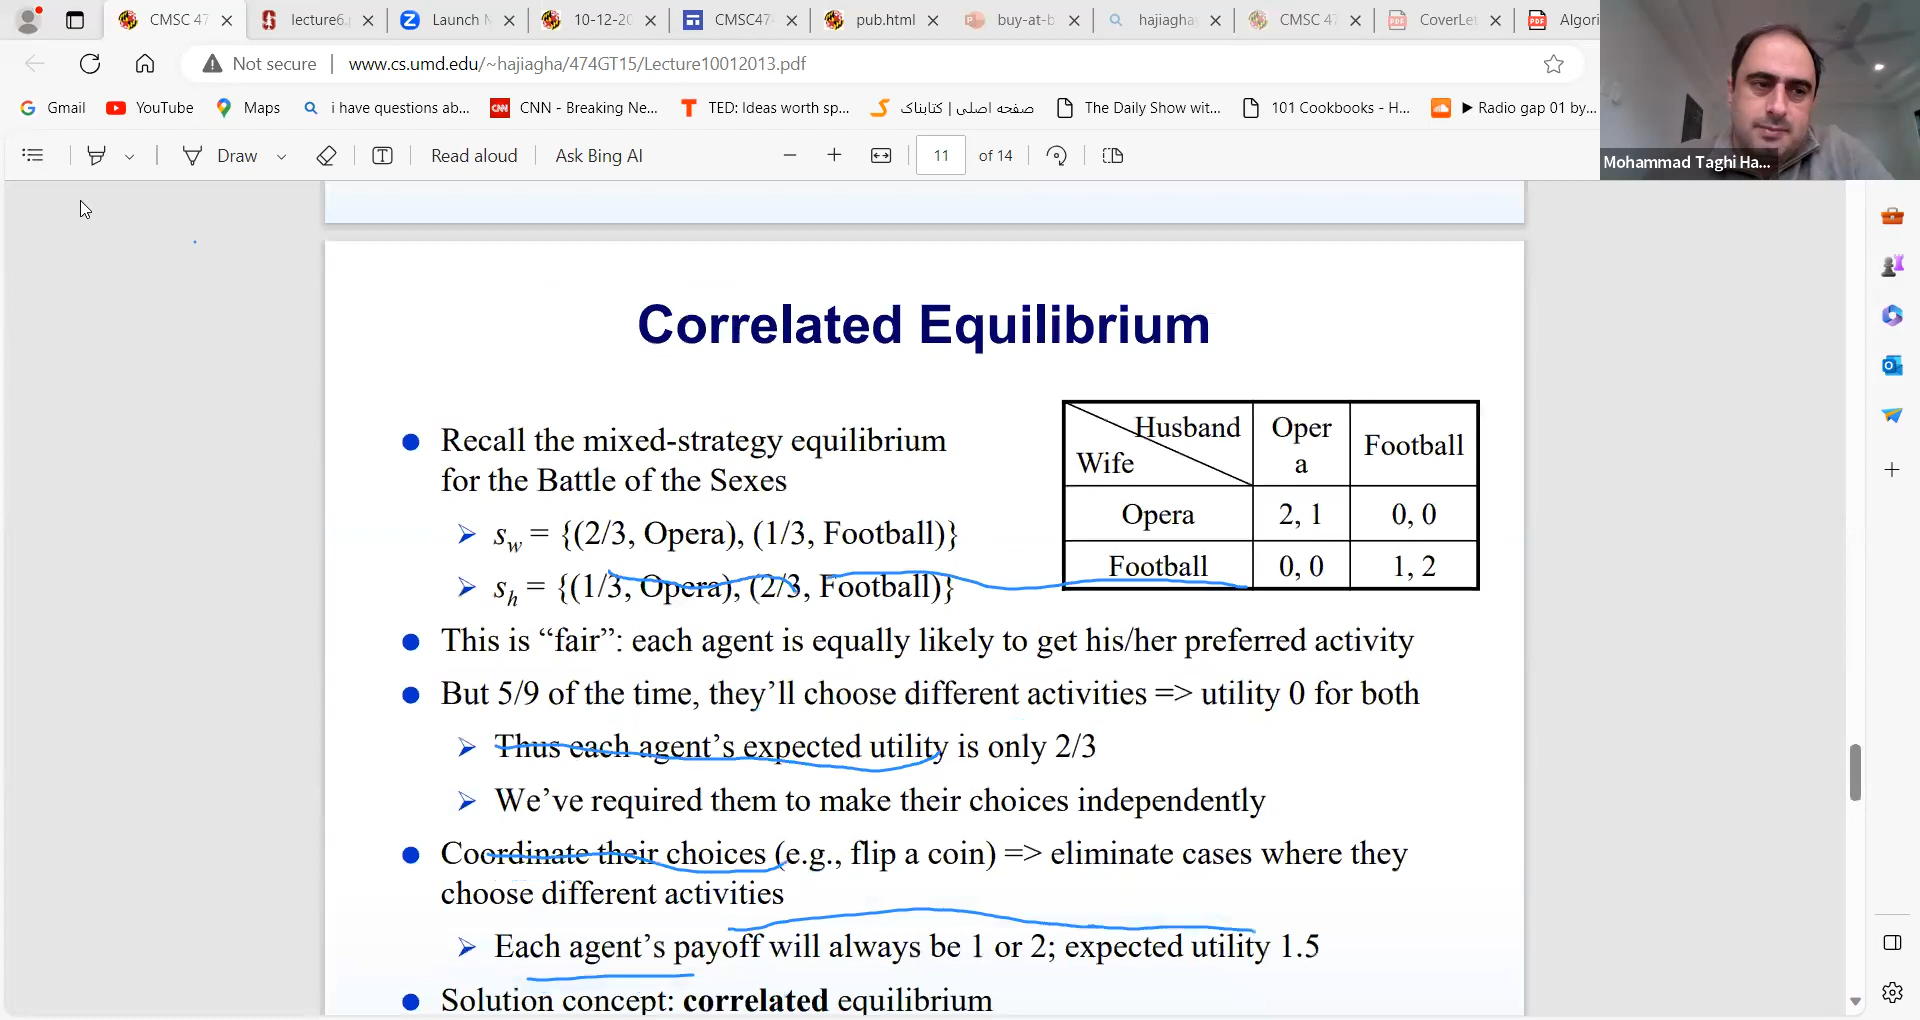 CMSC 47
lecture6.p
Launch M
10-12-20
CMSC474
pub.html
buy-at-b
hajiagha
CMSC 47
CoverLet
Algori
Not secure | www.cs.umd.edu/~hajiagha/474GT15/Lecture10012013.pdf
Gmail
YouTube
Maps
i have questions ab...
CNN - Breaking Ne...
TED: Ideas worth sp...
صفحه اصلی | کتابناک
The Daily Show wit...
101 Cookbooks - H...
Radio gap 01 by...
Draw
Read aloud
Ask Bing AI
11 of 14
Mohammad Taghi Ha...
Correlated Equilibrium
Recall the mixed-strategy equilibrium
for the Battle of the Sexes
s_w = {(2/3, Opera), (1/3, Football)}
s_h = {(1/3, Opera), (2/3, Football)}
Husband
Wife
Oper
a
Football
Opera 2, 1 0, 0
Football 0, 0 1, 2
This is “fair”: each agent is equally likely to get his/her preferred activity
But 5/9 of the time, they’ll choose different activities => utility 0 for both
Thus each agent’s expected utility is only 2/3
We’ve required them to make their choices independently
Coordinate their choices (e.g., flip a coin) => eliminate cases where they
choose different activities
Each agent’s payoff will always be 1 or 2; expected utility 1.5
Solution concept: correlated equilibrium